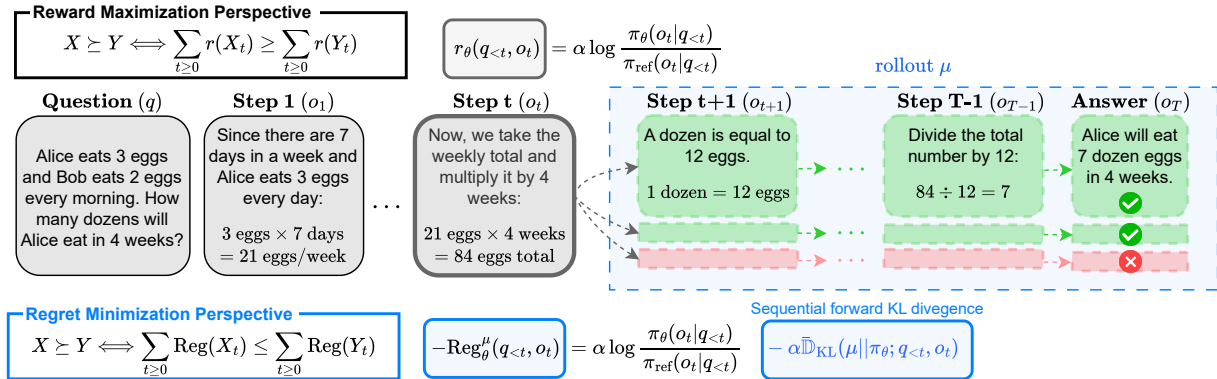 Reward Maximization Perspective
X ⪰ Y ⟺ ∑_{t≥0} r(X_t) ≥ ∑_{t≥0} r(Y_t)
r_θ(q_{<t}, o_t) = α log π_θ(o_t|q_{<t}) / π_ref(o_t|q_{<t})
rollout μ
Question (q)
Alice eats 3 eggs
and Bob eats 2 eggs
every morning. How
many dozens will
Alice eat in 4 weeks?
Step 1 (o_1)
Since there are 7
days in a week and
Alice eats 3 eggs
every day:
3 eggs × 7 days
= 21 eggs/week
· · ·
Step t (o_t)
Now, we take the
weekly total and
multiply it by 4
weeks:
21 eggs × 4 weeks
= 84 eggs total
Step t+1 (o_{t+1})
A dozen is equal to
12 eggs.
1 dozen = 12 eggs
· · ·
Step T-1 (o_{T−1})
Divide the total
number by 12:
84 ÷ 12 = 7
Answer (o_T)
Alice will eat
7 dozen eggs
in 4 weeks.
· · ·
· · ·
Regret Minimization Perspective
X ⪰ Y ⟺ ∑_{t≥0} Reg(X_t) ≤ ∑_{t≥0} Reg(Y_t)
Sequential forward KL divegence
−Reg_θ^μ(q_{<t}, o_t) = α log π_θ(o_t|q_{<t}) / π_ref(o_t|q_{<t}) − α𝔻̄_KL(μ||π_θ; q_{<t}, o_t)